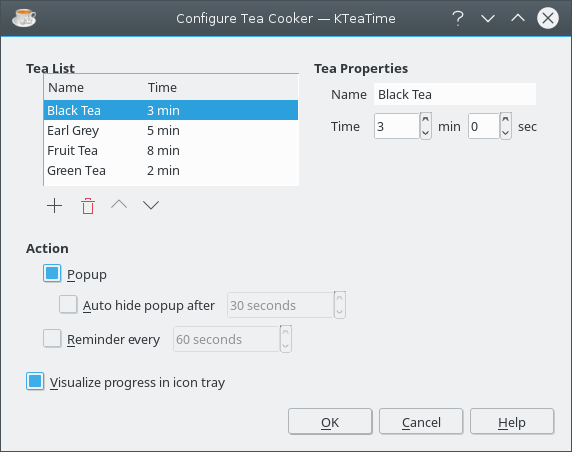 Configure Tea Cooker — KTeaTime
Tea List
Name Time
Black Tea 3 min
Earl Grey 5 min
Fruit Tea 8 min
Green Tea 2 min
Tea Properties
Name Black Tea
Time 3 min 0 sec
Action
Popup
Auto hide popup after 30 seconds
Reminder every 60 seconds
Visualize progress in icon tray
OK Cancel Help